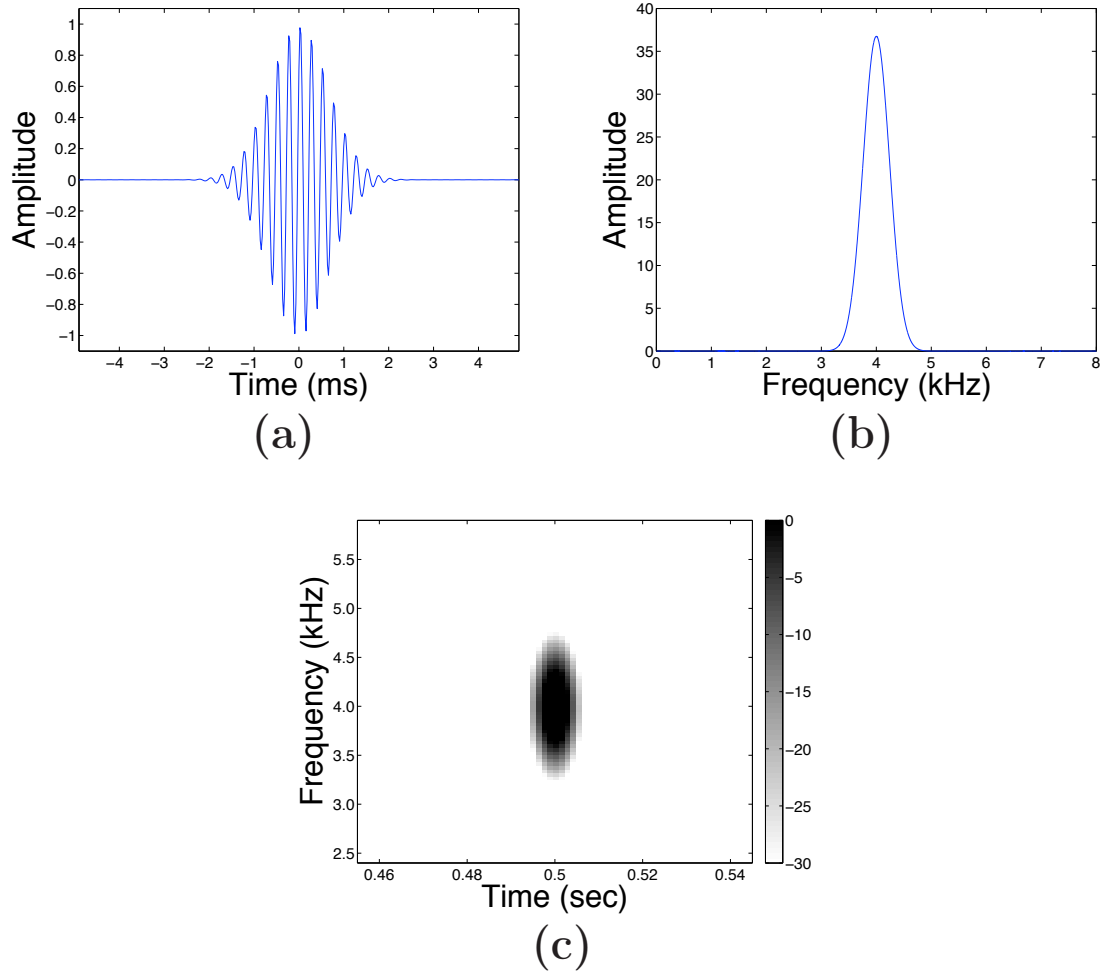 1
0.8
0.6
0.4
0.2
0
−0.2
−0.4
−0.6
−0.8
−1
Amplitude
−4 −3 −2 −1 0 1 2 3 4
Time (ms)
(a)
40
35
30
25
20
15
10
5
0
Amplitude
0 1 2 3 4 5 6 7 8
Frequency (kHz)
(b)
5.5
5.0
4.5
4.0
3.5
3.0
2.5
Frequency (kHz)
0.46 0.48 0.5 0.52 0.54
Time (sec)
0
−5
−10
−15
−20
−25
−30
(c)